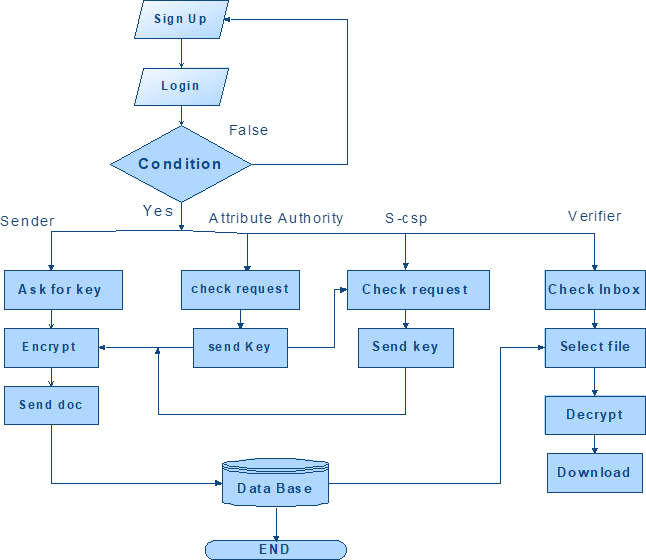 Sign Up
Login
False
Condition
Yes
Sender
Attribute Authority
S-csp
Verifier
Ask for key
check request
Check request
Check Inbox
Encrypt
send Key
Send key
Select file
Send doc
Decrypt
Data Base
Download
END